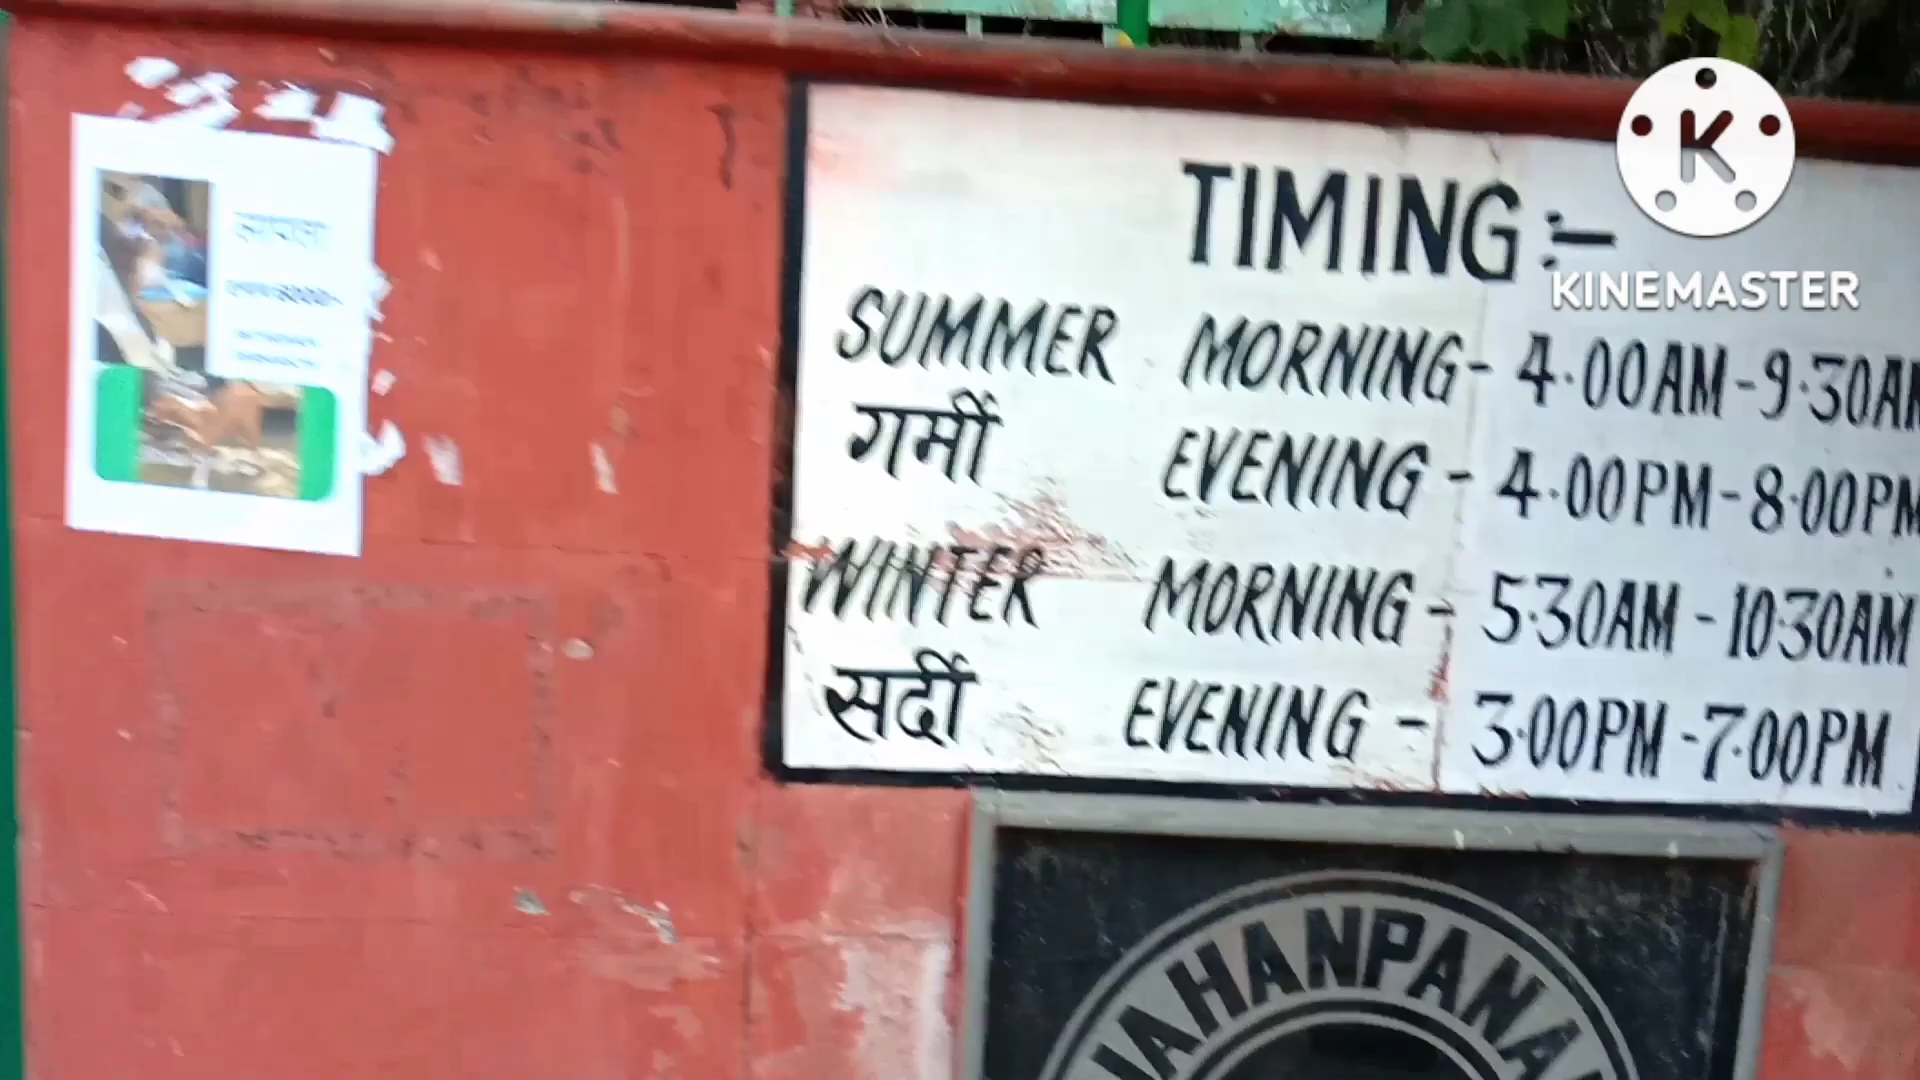 TIMING :-
SUMMER MORNING- 4.00AM-9.30AM
गर्मी EVENING - 4.00PM-8.00PM
WINTER MORNING - 5.30AM - 10.30AM
सर्दी EVENING - 3.00PM-7.00PM
JAHANPANAH
K
KINEMASTER
लापता